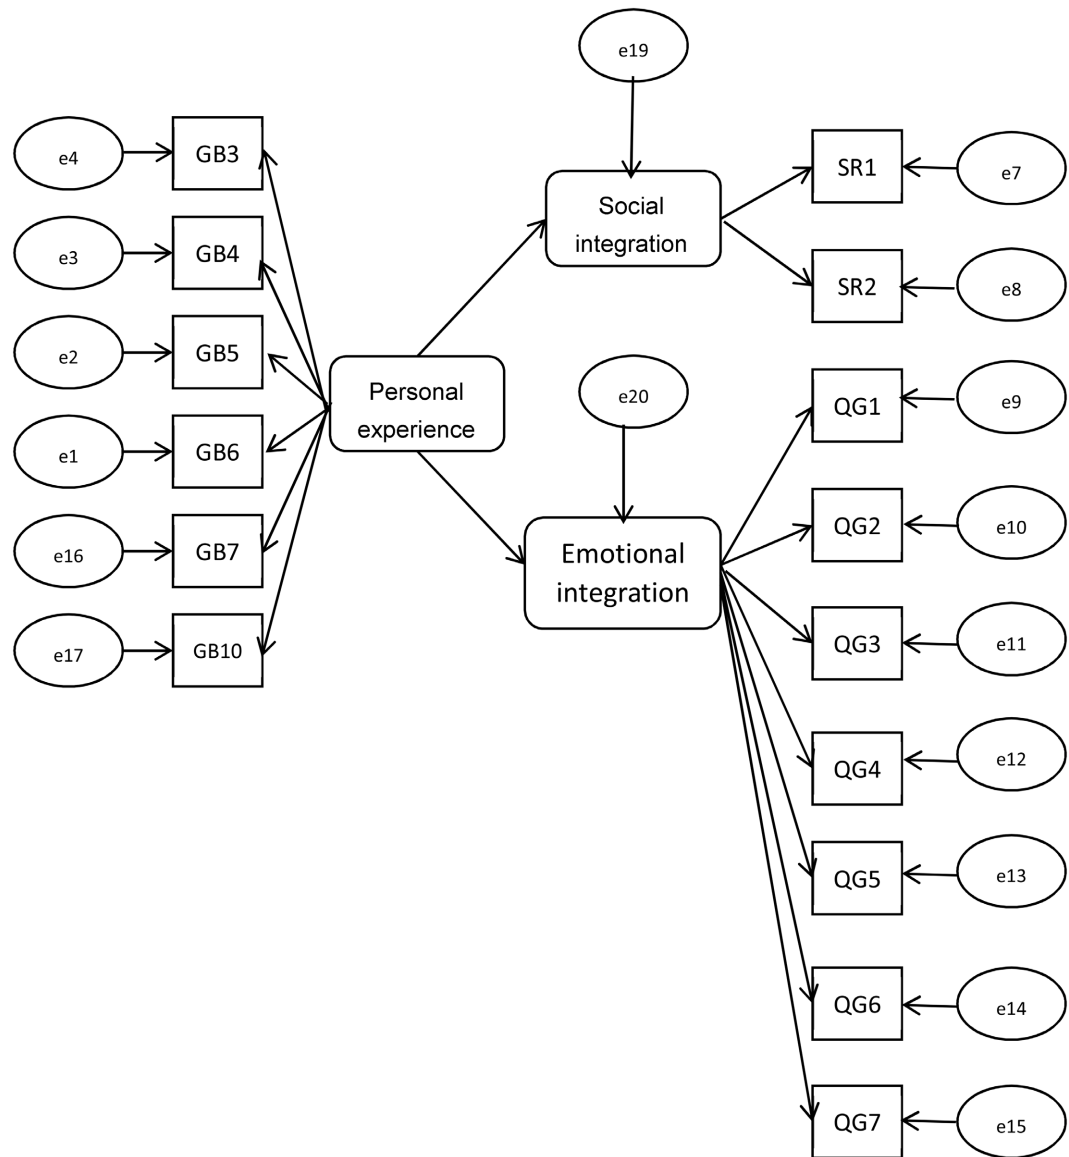 e19
e4
GB3
e3
GB4
e2
GB5
e1
GB6
e16
GB7
e17
GB10
Personal
experience
Social
integration
e20
Emotional
integration
SR1
e7
SR2
e8
QG1
e9
QG2
e10
QG3
e11
QG4
e12
QG5
e13
QG6
e14
QG7
e15